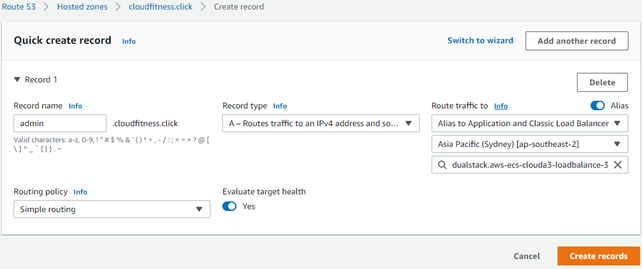 Route 53 > Hosted zones > cloudfitness.click > Create record
Quick create record Info
Switch to wizard
Add another record
▼ Record 1
Delete
Record name Info
admin
.cloudfitness.click
Valid characters: a-z, 0-9, ! " # $ % & ' ( ) * + , - / : ; < = > ? @ [
\ ] ^ _ ` { | } . ~
Record type Info
A – Routes traffic to an IPv4 address and so...
Route traffic to Info
Alias
Alias to Application and Classic Load Balancer
Asia Pacific (Sydney) [ap-southeast-2]
dualstack.aws-ecs-clouda3-loadbalance-3
Routing policy Info
Simple routing
Evaluate target health
Yes
Cancel
Create records